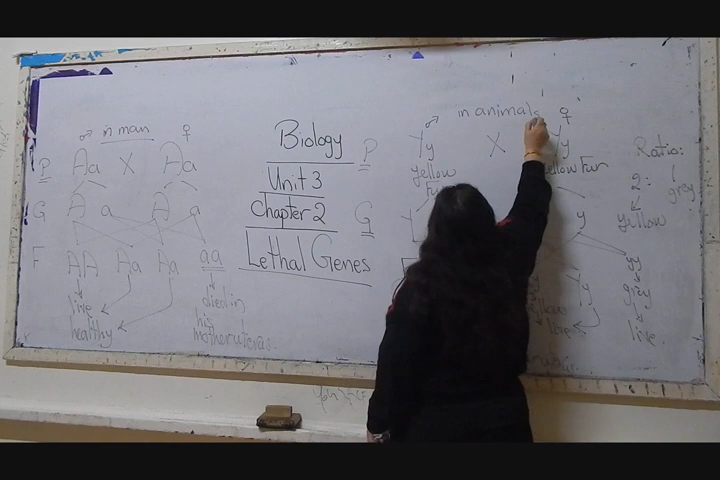 in man
♂ ♀
P Aa X Aa
G A a A a
F AA Aa Aa aa
live
healthy
died in
his
mother uterus.
Biology
Unit 3
Chapter 2
Lethal Genes
in animals
♂ ♀
P Yy X Yy
yellow
Fur
yellow Fur
G Y y
Yy yy
grey
live
live
Ratio:
2: 1
yellow
grey